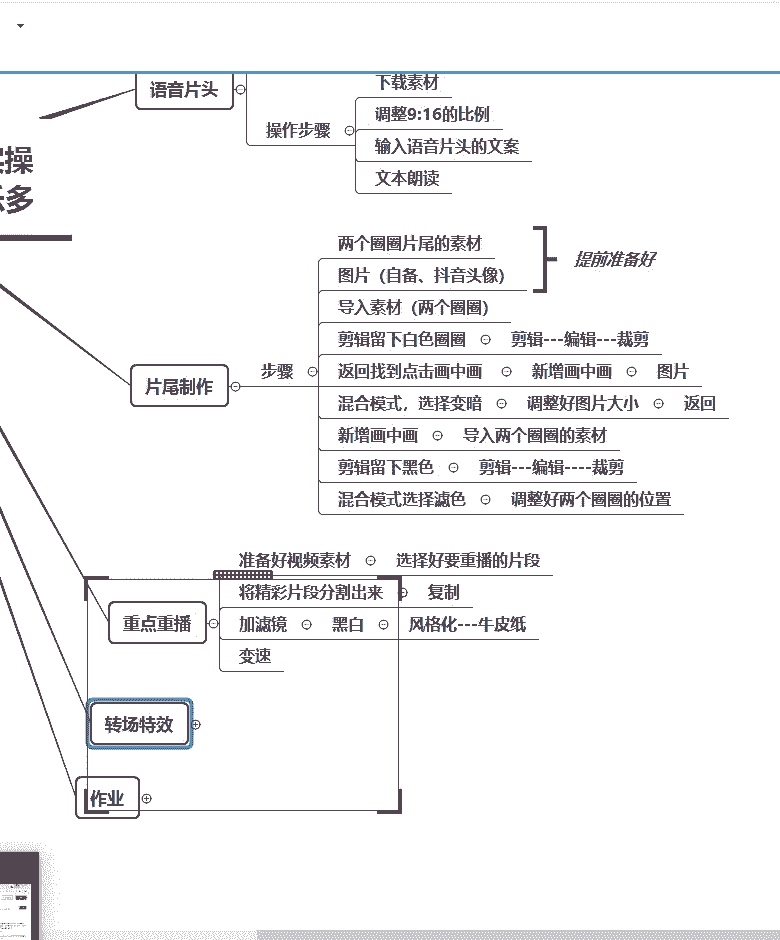 下载素材
语音片头
调整9:16的比例
操作步骤
输入语音片头的文案
文本朗读
操
多
两个圈圈片尾的素材
图片（自备、抖音头像）
提前准备好
导入素材（两个圈圈）
剪辑留下白色圈圈 剪辑---编辑---裁剪
片尾制作 步骤
返回找到点击画中画 新增画中画 图片
混合模式，选择变暗 调整好图片大小 返回
新增画中画 导入两个圈圈的素材
剪辑留下黑色 剪辑---编辑----裁剪
混合模式选择滤色 调整好两个圈圈的位置
准备好视频素材 选择好要重播的片段
将精彩片段分割出来 复制
重点重播
加滤镜 黑白 风格化---牛皮纸
变速
转场特效
作业